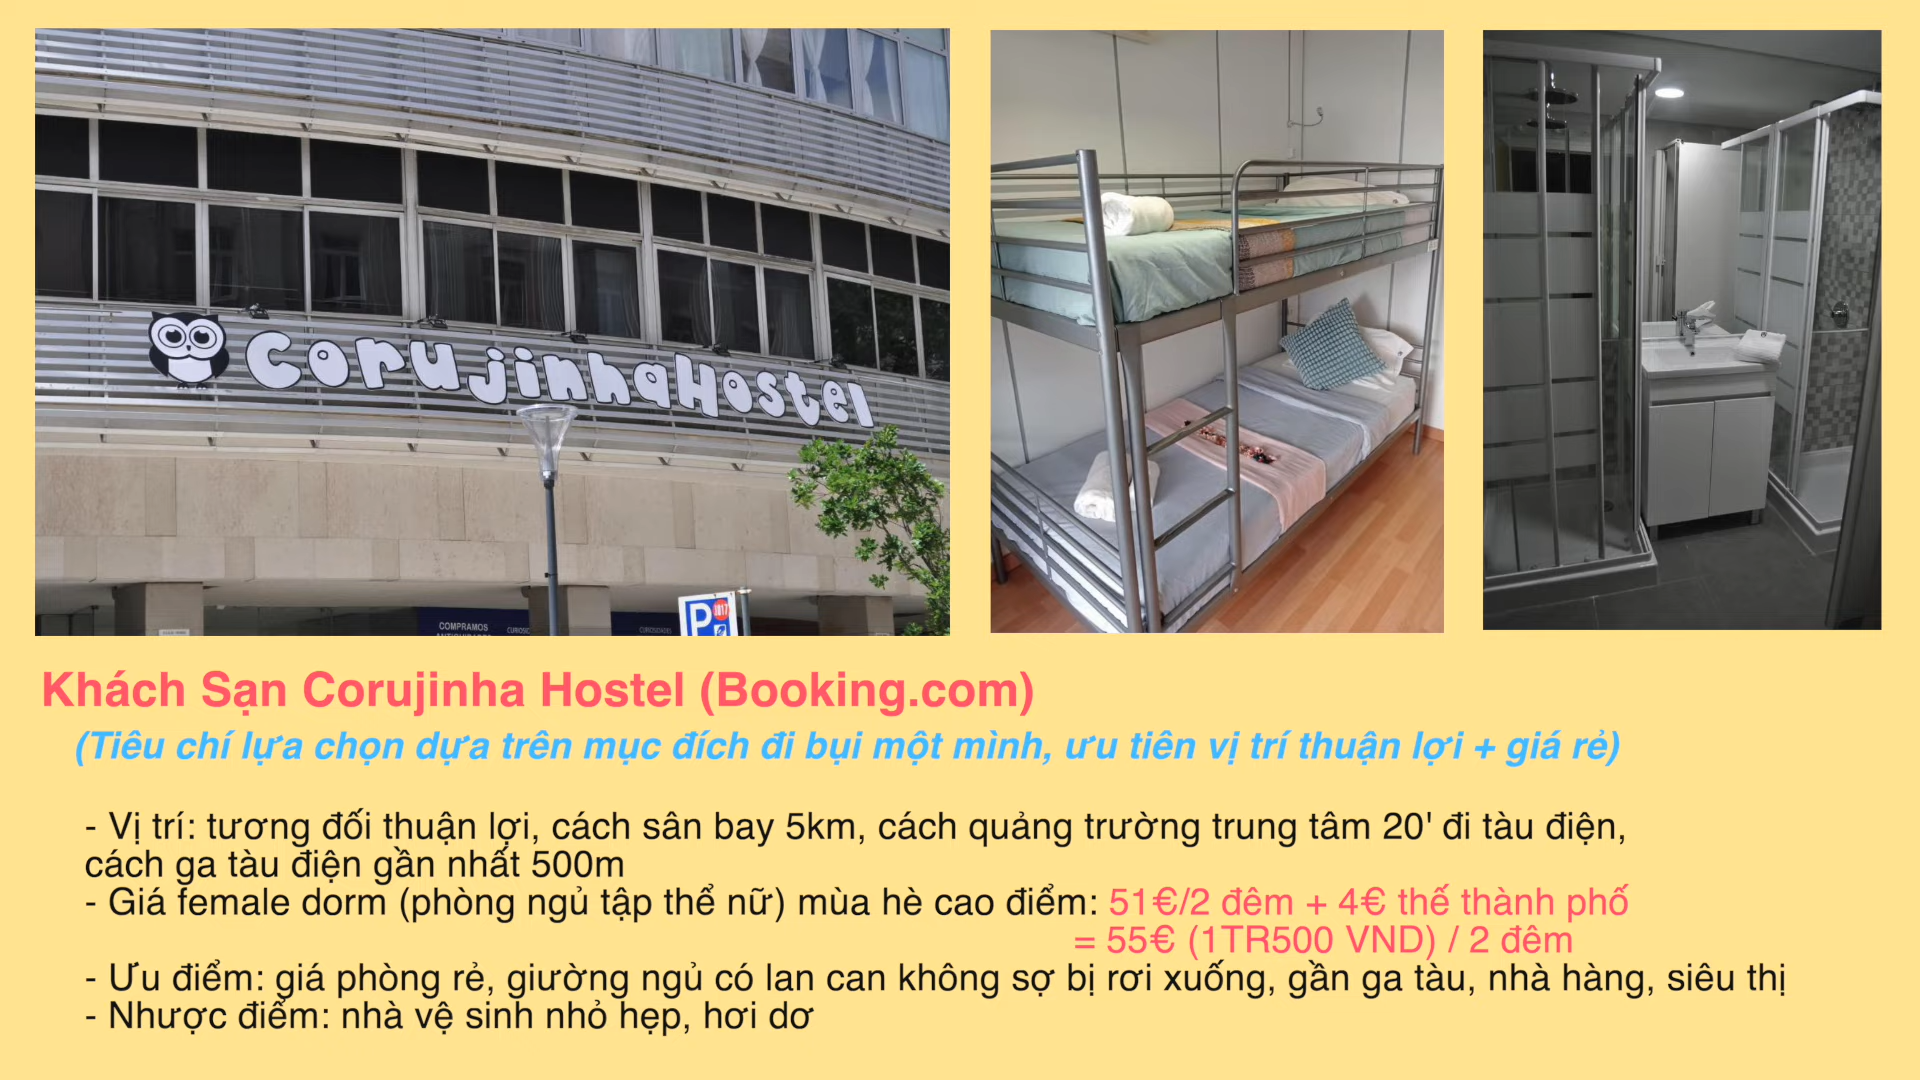 Corujinha Hostel
P
2017
COMPRAMOS
Khách Sạn Corujinha Hostel (Booking.com)
(Tiêu chí lựa chọn dựa trên mục đích đi bụi một mình, ưu tiên vị trí thuận lợi + giá rẻ)
- Vị trí: tương đối thuận lợi, cách sân bay 5km, cách quảng trường trung tâm 20' đi tàu điện,
cách ga tàu điện gần nhất 500m
- Giá female dorm (phòng ngủ tập thể nữ) mùa hè cao điểm: 51€/2 đêm + 4€ thế thành phố
= 55€ (1TR500 VND) / 2 đêm
- Ưu điểm: giá phòng rẻ, giường ngủ có lan can không sợ bị rơi xuống, gần ga tàu, nhà hàng, siêu thị
- Nhược điểm: nhà vệ sinh nhỏ hẹp, hơi dơ